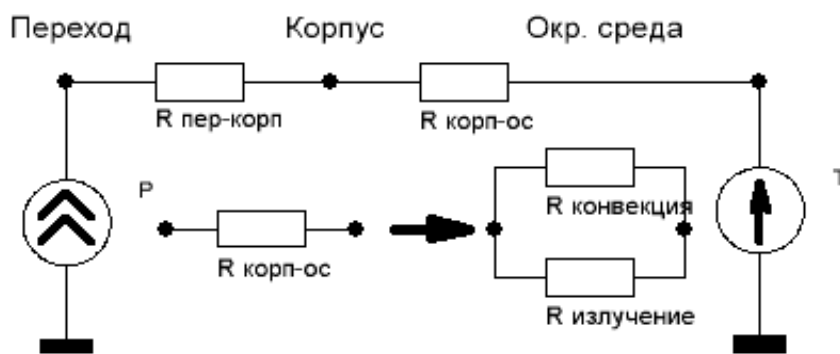 Переход Корпус Окр. среда
R пер-корп R корп-ос
P T
R конвекция
R корп-ос
R излучение